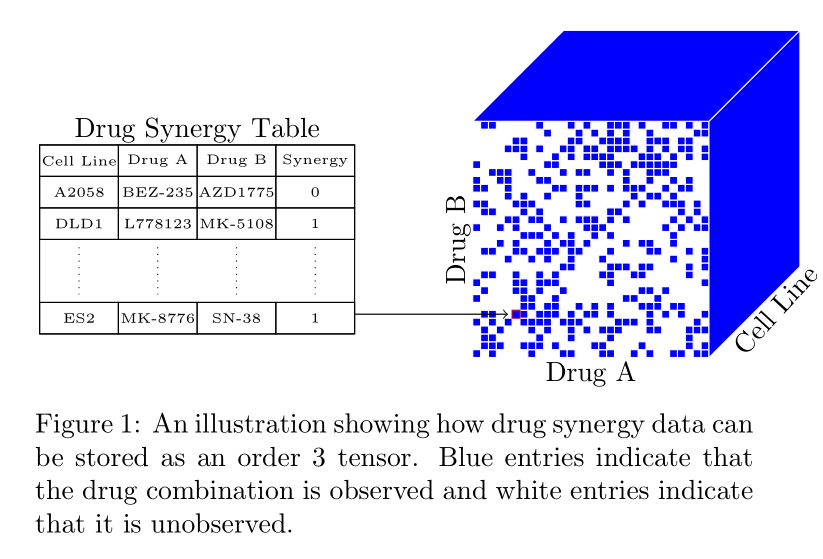 Drug Synergy Table
Cell Line Drug A Drug B Synergy
A2058 BEZ-235 AZD1775 0
DLD1 L778123 MK-5108 1
ES2 MK-8776 SN-38 1
Drug B
Drug A
Cell Line
Figure 1: An illustration showing how drug synergy data can
be stored as an order 3 tensor. Blue entries indicate that
the drug combination is observed and white entries indicate
that it is unobserved.